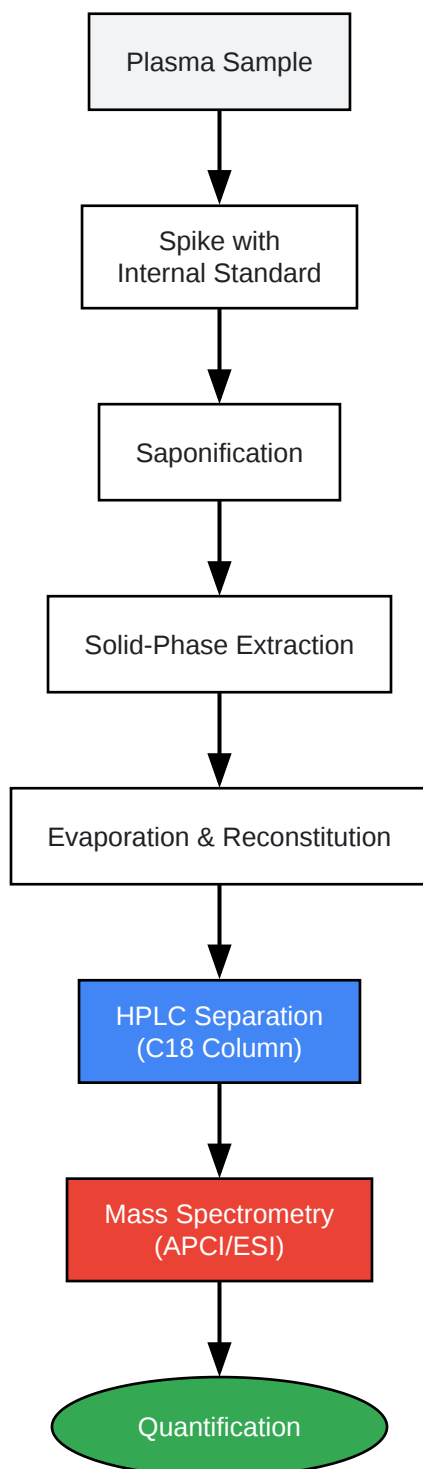 Plasma Sample
Spike with
Internal Standard
Saponification
Solid-Phase Extraction
Evaporation & Reconstitution
HPLC Separation
(C18 Column)
Mass Spectrometry
(APCI/ESI)
Quantification